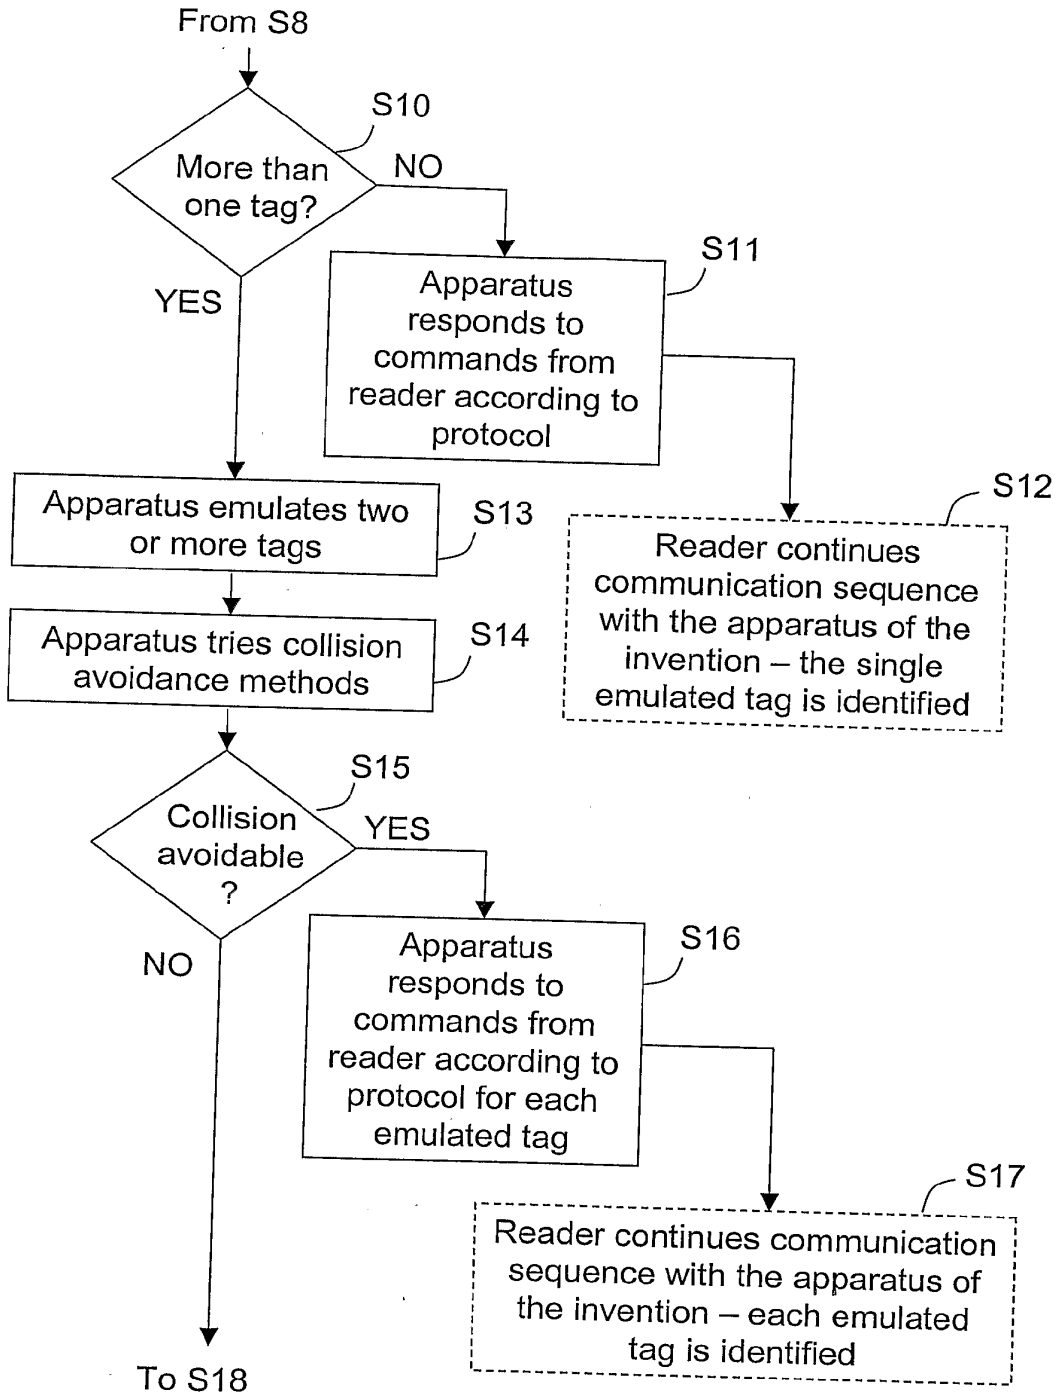 From S8
S10
More than
one tag?
NO
YES
S11
Apparatus
responds to
commands from
reader according to
protocol
S12
Reader continues
communication sequence
with the apparatus of the
invention – the single
emulated tag is identified
S13
Apparatus emulates two
or more tags
S14
Apparatus tries collision
avoidance methods
S15
Collision
avoidable
?
YES
NO
S16
Apparatus
responds to
commands from
reader according to
protocol for each
emulated tag
S17
Reader continues communication
sequence with the apparatus of
the invention – each emulated
tag is identified
To S18